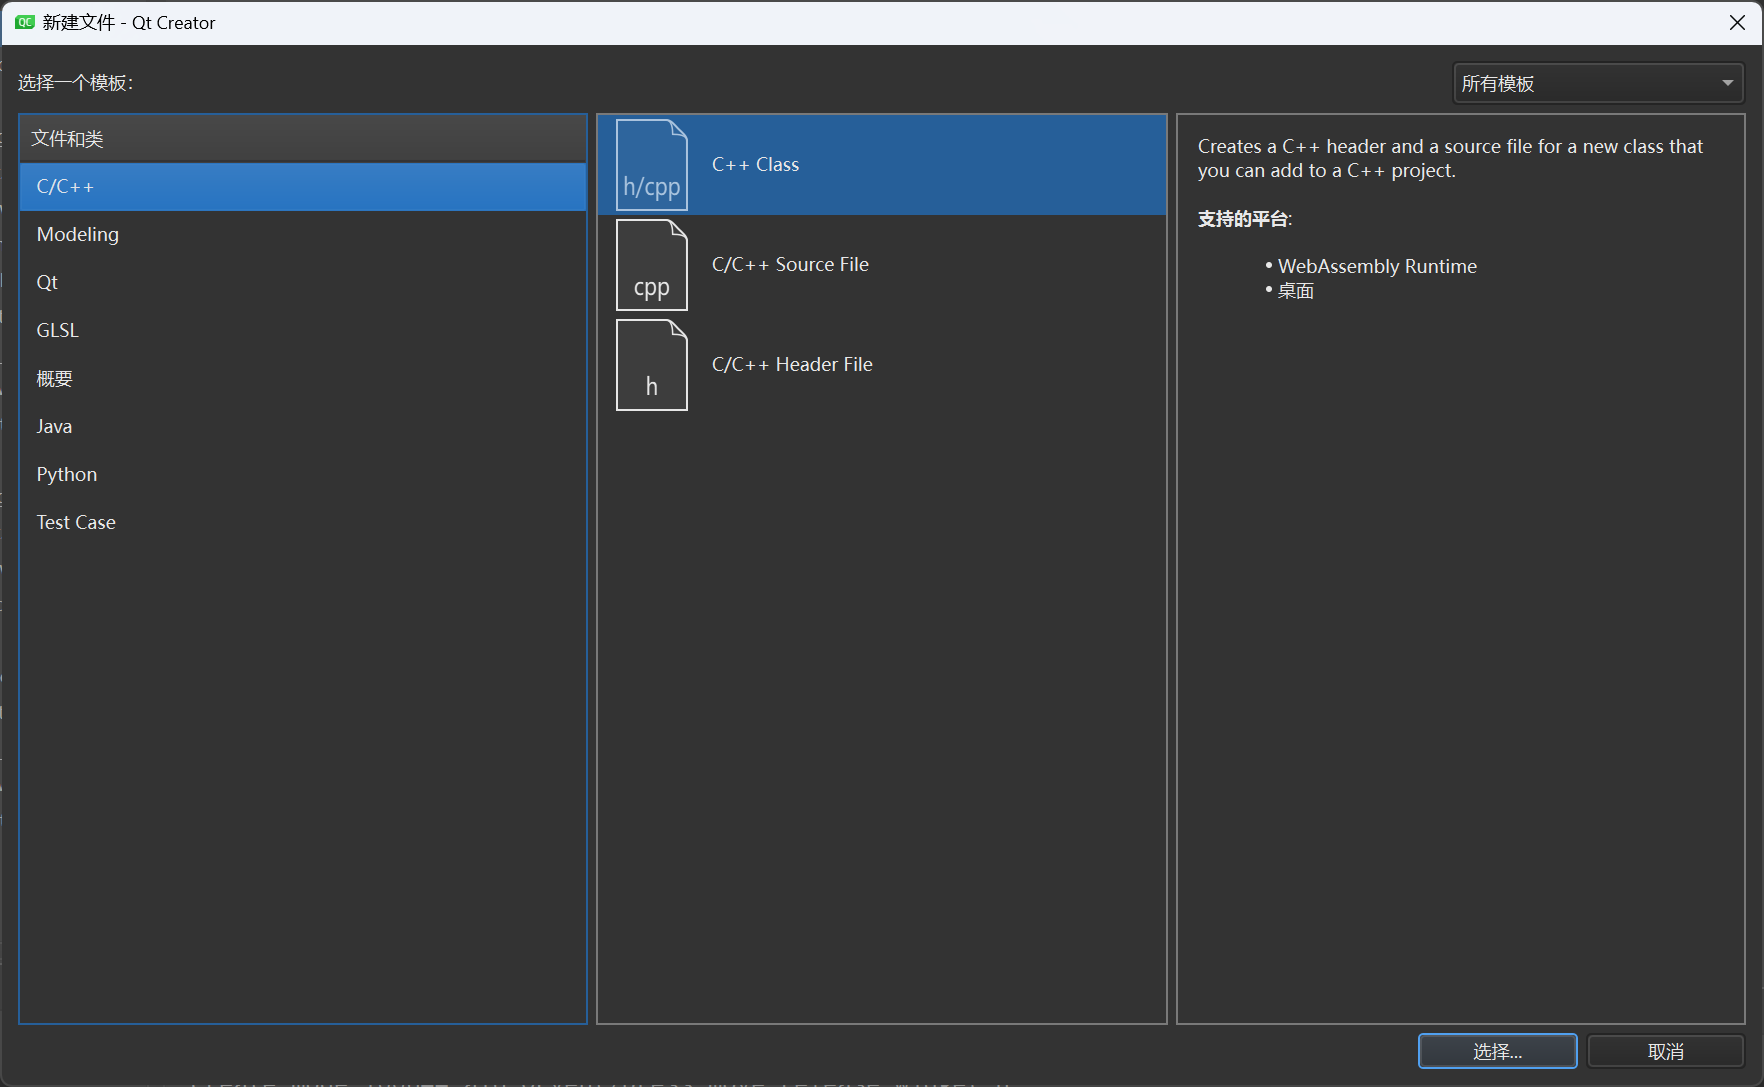 新建文件 - Qt Creator
选择一个模板:
所有模板
文件和类
C/C++
Modeling
Qt
GLSL
概要
Java
Python
Test Case
h/cpp
C++ Class
cpp
C/C++ Source File
h
C/C++ Header File
Creates a C++ header and a source file for a new class that
you can add to a C++ project.
支持的平台:
• WebAssembly Runtime
• 桌面
选择...
取消